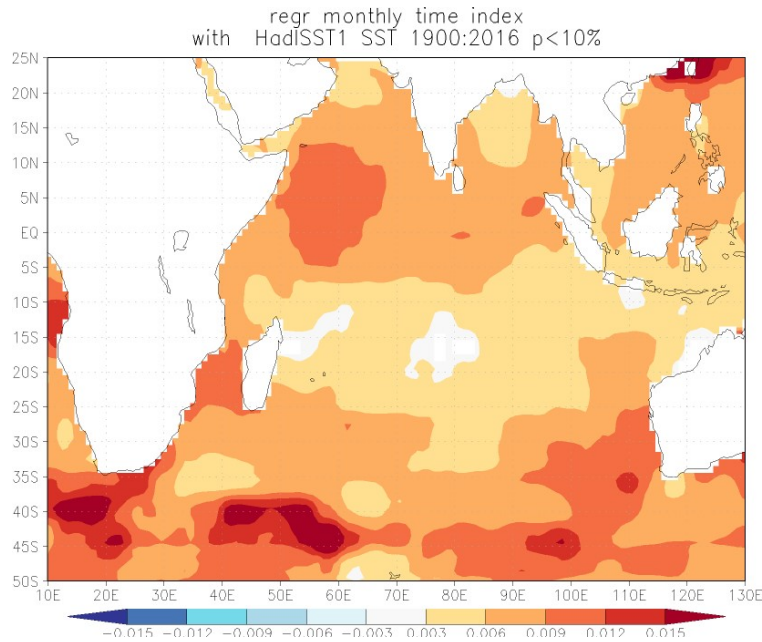 regr monthly time index
with HadISST1 SST 1900:2016 p<10%
25N
20N
15N
10N
5N
EQ
5S
10S
15S
20S
25S
30S
35S
40S
45S
50S
10E 20E 30E 40E 50E 60E 70E 80E 90E 100E 110E 120E 130E
−0.015 −0.012 −0.009 −0.006 −0.003 0.003 0.006 0.009 0.012 0.015